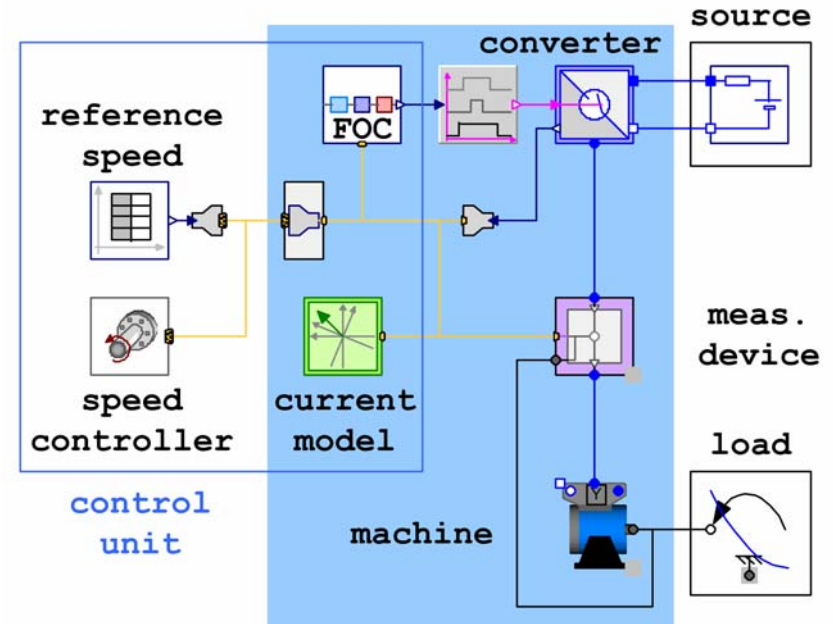 source
converter
reference
speed
FOC
meas.
device
speed
controller
current
model
load
control
unit
machine
Y